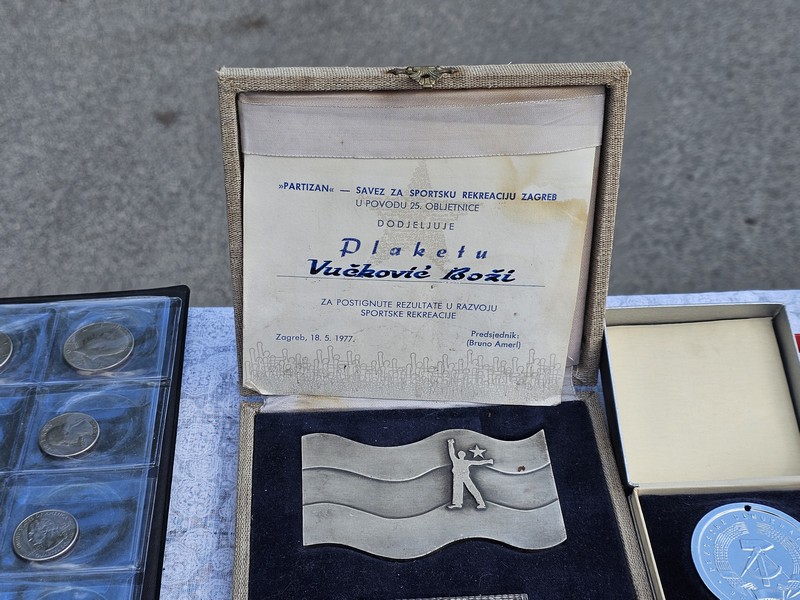 »PARTIZAN« — SAVEZ ZA SPORTSKU REKREACIJU ZAGREB
U POVODU 25. OBLJETNICE
DODJELJUJE
Plaketu
Vučković Boži
ZA POSTIGNUTE REZULTATE U RAZVOJU
SPORTSKE REKREACIJE
Zagreb, 18. 5. 1977.
Predsjednik:
(Bruno Amerl)